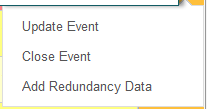 Update Event
Close Event
Add Redundancy Data